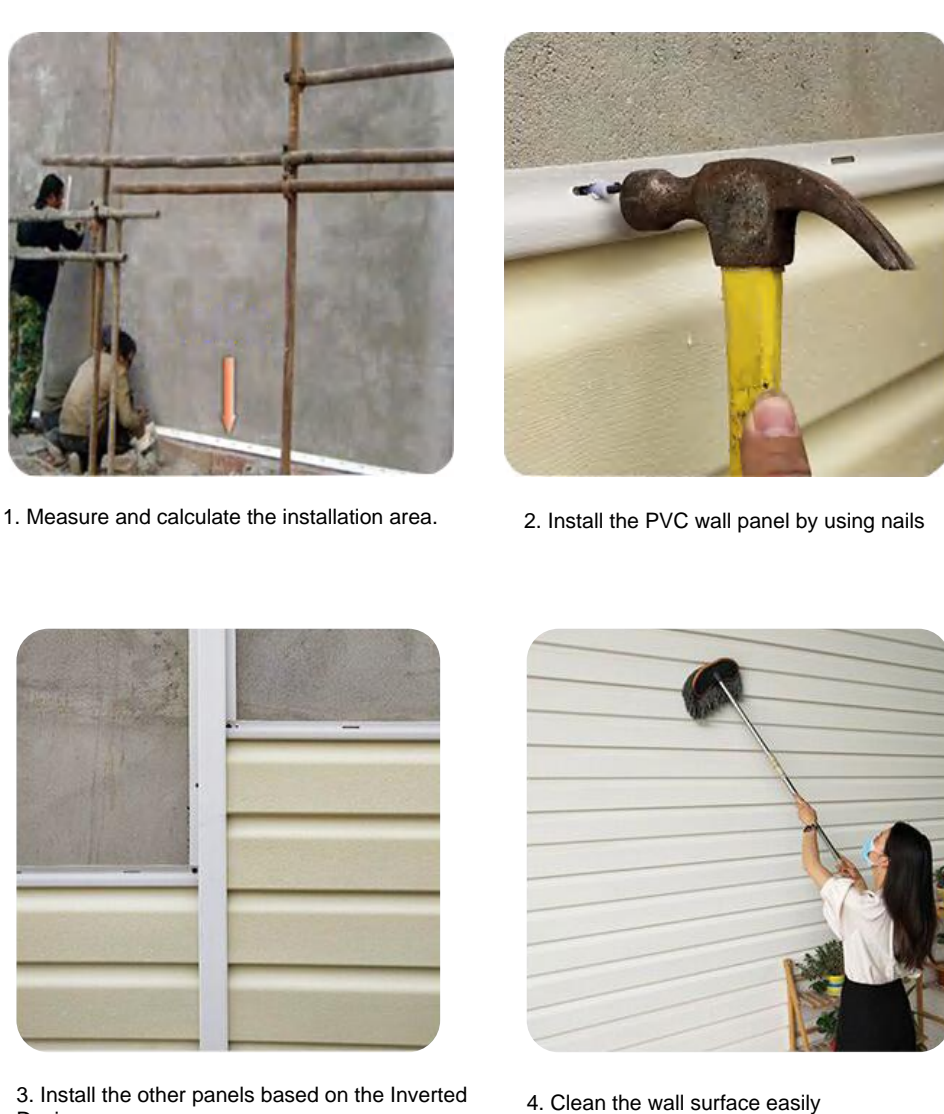 1. Measure and calculate the installation area.
2. Install the PVC wall panel by using nails
3. Install the other panels based on the Inverted
4. Clean the wall surface easily